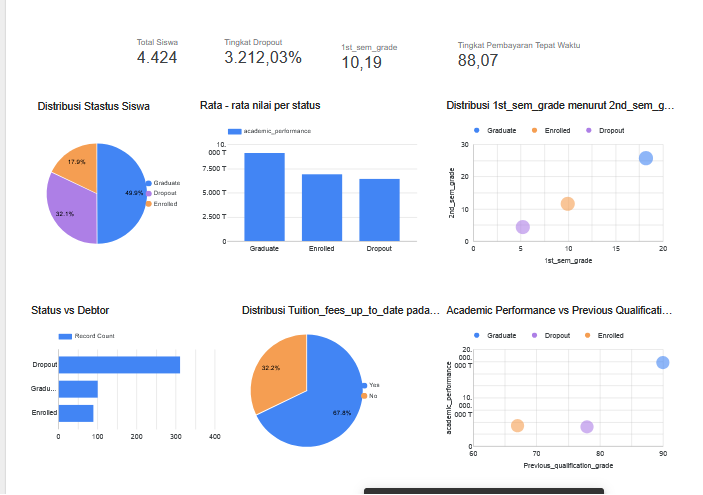 Total Siswa
4.424
Tingkat Dropout
3.212,03%
1st_sem_grade
10,19
Tingkat Pembayaran Tepat Waktu
88,07
Distribusi Stastus Siswa
17.9%
49.9%
32.1%
Graduate
Dropout
Enrolled
Rata - rata nilai per status
academic_performance
10.
000 T
7.500 T
5.000 T
2.500 T
0
Graduate
Enrolled
Dropout
Distribusi 1st_sem_grade menurut 2nd_sem_g…
Graduate
Enrolled
Dropout
2nd_sem_grade
30
20
10
0
0
5
10
15
20
1st_sem_grade
Status vs Debtor
Record Count
Dropout
Gradu…
Enrolled
0
100
200
300
400
Distribusi Tuition_fees_up_to_date pada…
32.2%
67.8%
Yes
No
Academic Performance vs Previous Qualificati…
Graduate
Dropout
Enrolled
academic_performance
20.
000.
000 T
10.
000.
000 T
0
60
70
80
90
Previous_qualification_grade